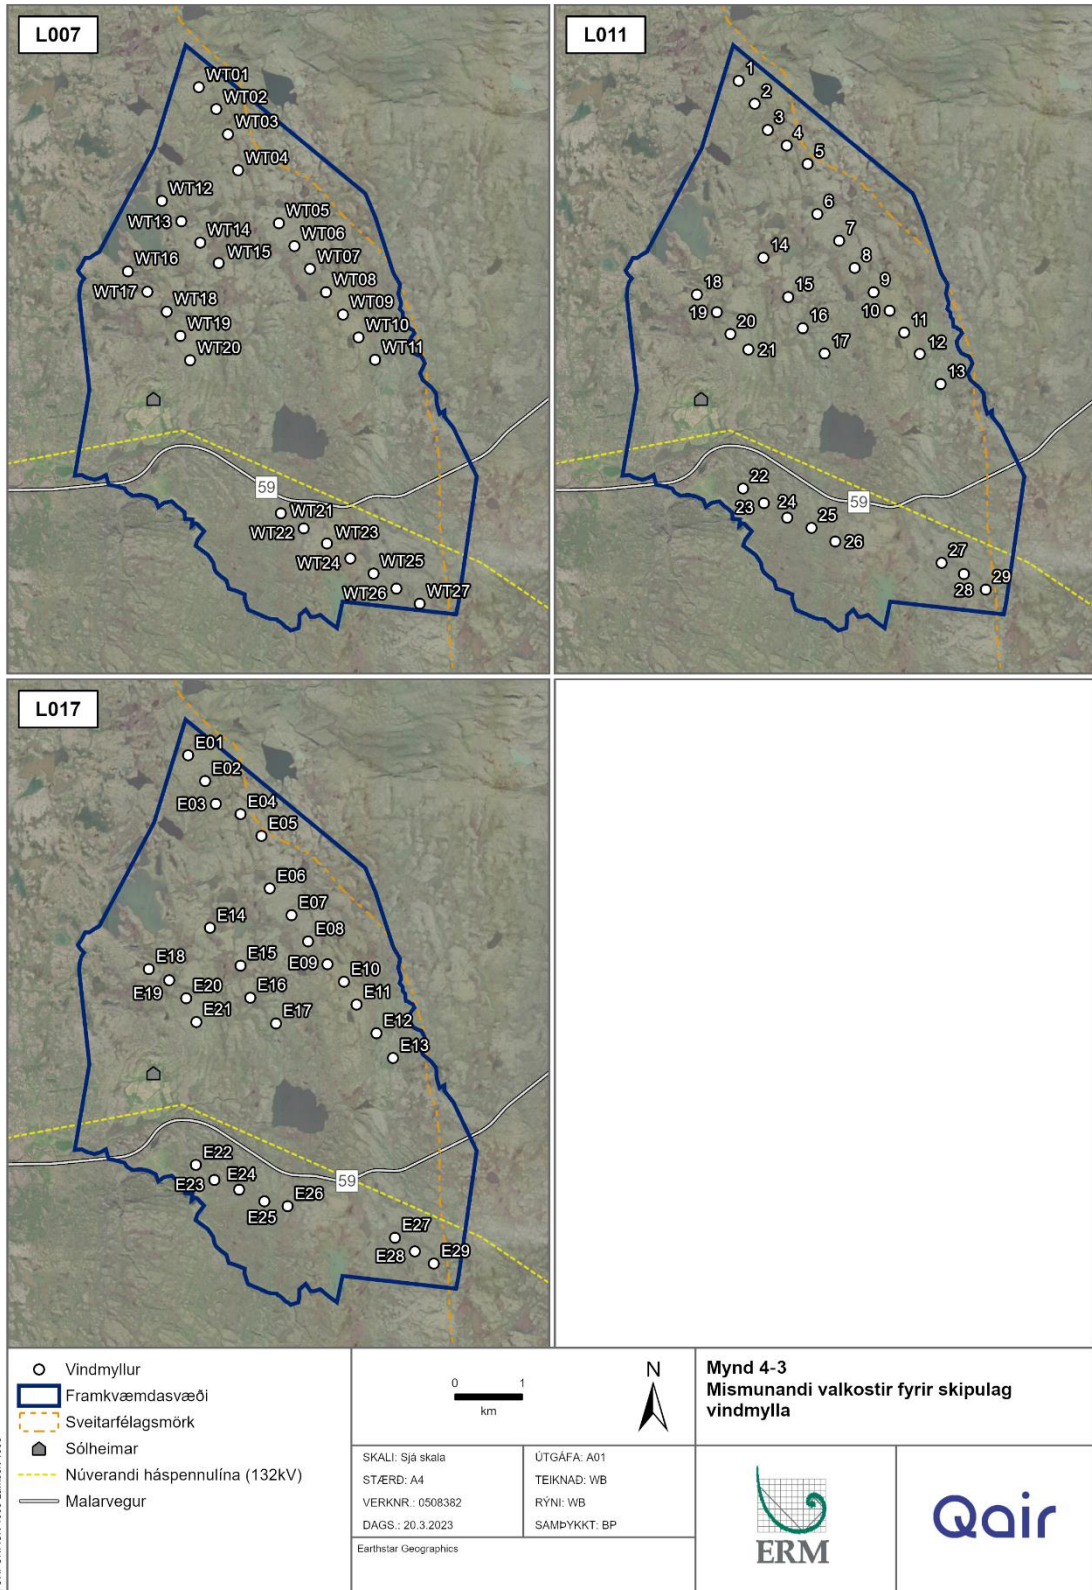 L007
WT01
WT02
WT03
WT04
WT12
WT13
WT05
WT14
WT06
WT15
WT16
WT07
WT17
WT08
WT18
WT09
WT19
WT10
WT20
WT11
59
WT21
WT22
WT23
WT24
WT25
WT26
WT27
L011
1
2
3
4
5
6
7
14
8
18
15
9
19
10
20
16
11
21
17
12
13
22
23
24
59
25
26
27
28
29
L017
E01
E02
E03
E04
E05
E06
E07
E14
E08
E18
E15
E09
E19
E10
E20
E16
E11
E21
E17
E12
E13
E22
E23
E24
59
E25
E26
E27
E28
E29
Vindmyllur
Framkvæmdasvæði
Sveitarfélagsmörk
Sólheimar
Núverandi háspennulína (132kV)
Malarvegur
0 1
km
N
SKALI: Sjá skala
STÆRD: A4
VERKNR.: 0508382
DAGS.: 20.3.2023
ÚTGÁFA: A01
TEIKNAD: WB
RÝNI: WB
SAMÞYKKT: BP
Earthstar Geographics
Mynd 4-3
Mismunandi valkostir fyrir skipulag
vindmylla
ERM
Qair